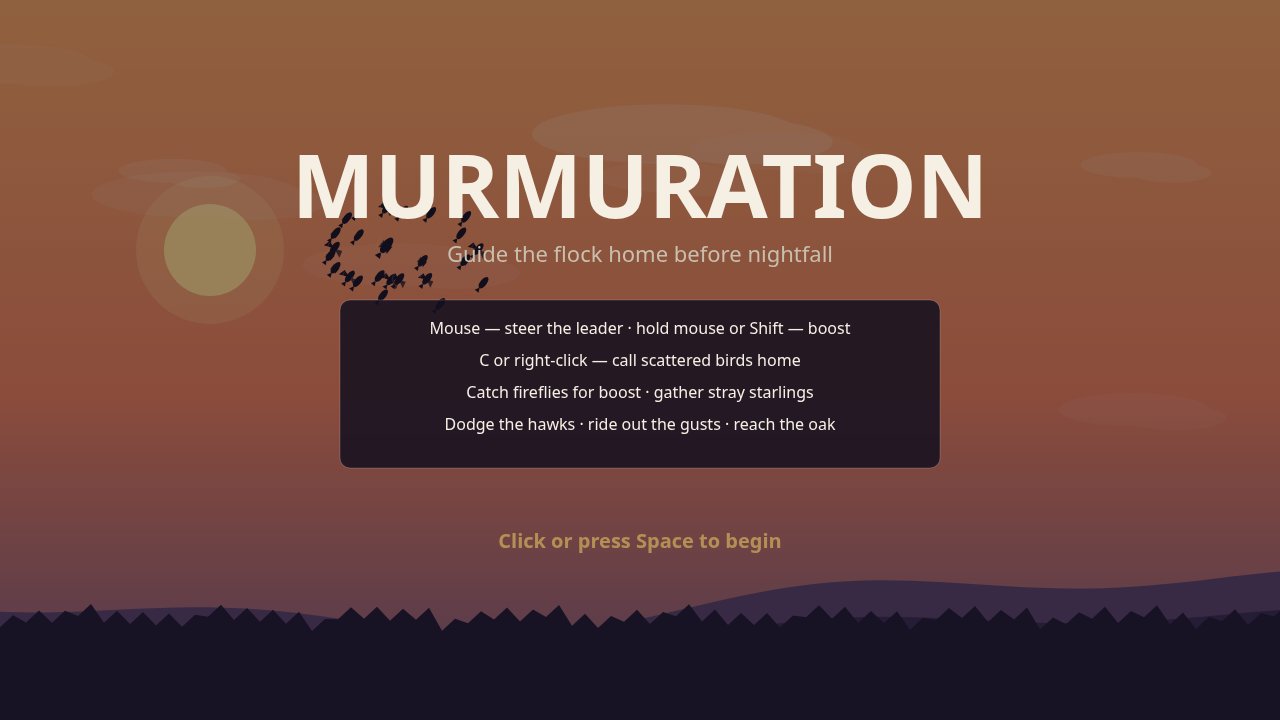 MURMURATION
Guide the flock home before nightfall
Mouse — steer the leader · hold mouse or Shift — boost
C or right-click — call scattered birds home
Catch fireflies for boost · gather stray starlings
Dodge the hawks · ride out the gusts · reach the oak
Click or press Space to begin